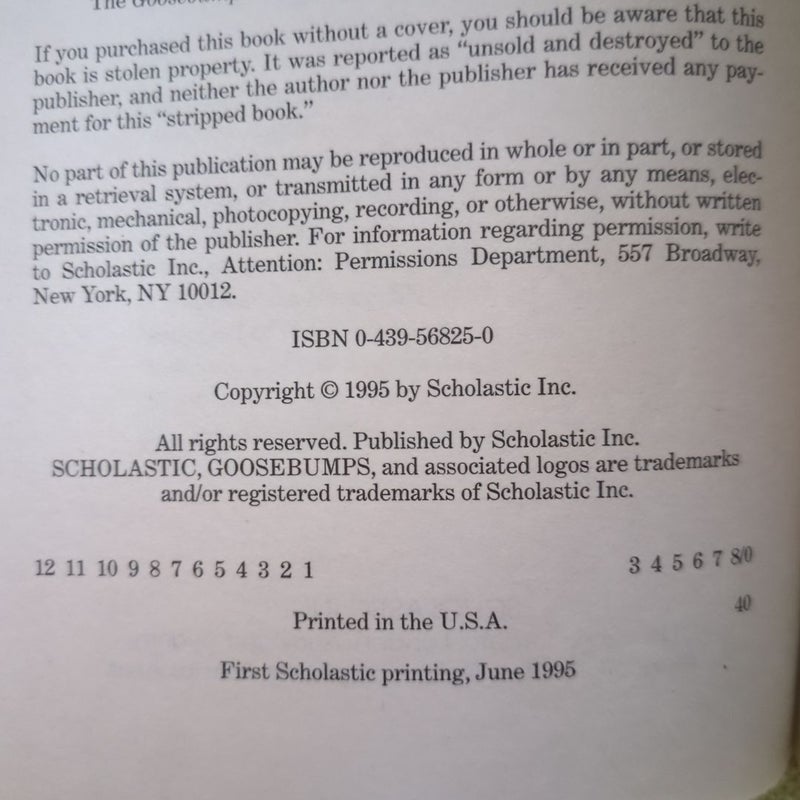 The Goosebump
If you purchased this book without a cover, you should be aware that this
book is stolen property. It was reported as “unsold and destroyed” to the
publisher, and neither the author nor the publisher has received any pay-
ment for this “stripped book.”
No part of this publication may be reproduced in whole or in part, or stored
in a retrieval system, or transmitted in any form or by any means, elec-
tronic, mechanical, photocopying, recording, or otherwise, without written
permission of the publisher. For information regarding permission, write
to Scholastic Inc., Attention: Permissions Department, 557 Broadway,
New York, NY 10012.
ISBN 0-439-56825-0
Copyright © 1995 by Scholastic Inc.
All rights reserved. Published by Scholastic Inc.
SCHOLASTIC, GOOSEBUMPS, and associated logos are trademarks
and/or registered trademarks of Scholastic Inc.
12 11 10 9 8 7 6 5 4 3 2 1 3 4 5 6 7 8/0
40
Printed in the U.S.A.
First Scholastic printing, June 1995